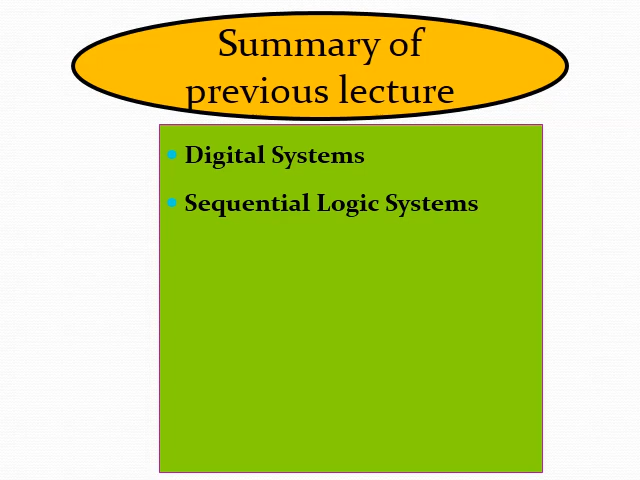 Summary of
previous lecture
• Digital Systems
• Sequential Logic Systems